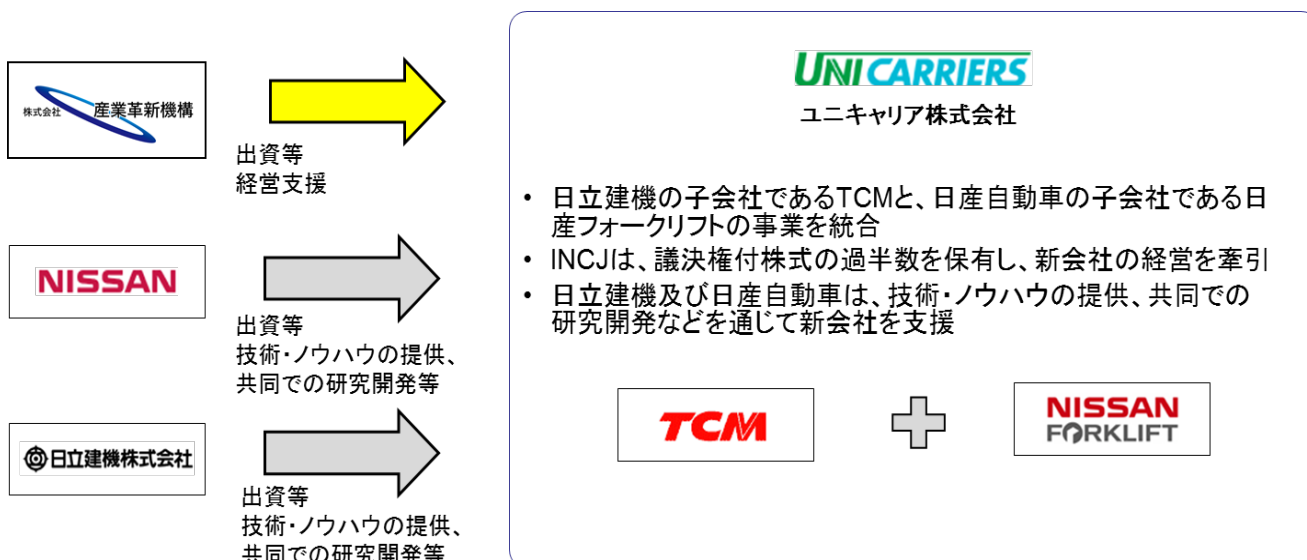 株式会社 産業革新機構
出資等
経営支援
NISSAN
出資等
技術・ノウハウの提供、
共同での研究開発等
日立建機株式会社
出資等
技術・ノウハウの提供、
共同での研究開発等
UNICARRIERS
ユニキャリア株式会社
• 日立建機の子会社であるTCMと、日産自動車の子会社である日
産フォークリフトの事業を統合
• INCJは、議決権付株式の過半数を保有し、新会社の経営を牽引
• 日立建機及び日産自動車は、技術・ノウハウの提供、共同での
研究開発などを通じて新会社を支援
TCM
NISSAN
FORKLIFT